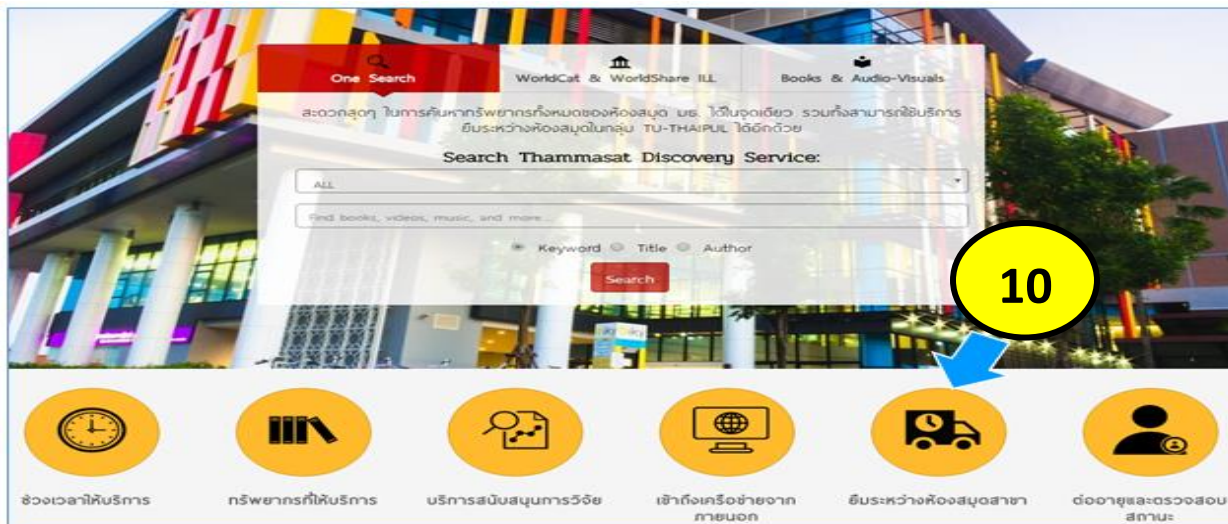 One Search
WorldCat & WorldShare ILL
Books & Audio-Visuals
สะดวกสุดๆ ในการค้นหาทรัพยากรทั้งหมดของห้องสมุด มธ. ได้ในจุดเดียว รวมทั้งสามารถใช้บริการ
ยืมระหว่างห้องสมุดในกลุ่ม TU-THAIPUL ได้อีกด้วย
Search Thammasat Discovery Service:
ALL
Find books, videos, music, and more...
Keyword Title Author
Search
10
ช่วงเวลาให้บริการ
ทรัพยากรที่ให้บริการ
บริการสนับสนุนการวิจัย
เข้าถึงเครือข่ายจาก
ภายนอก
ยืมระหว่างห้องสมุดสาขา
ต่ออายุและตรวจสอบ
สถานะ